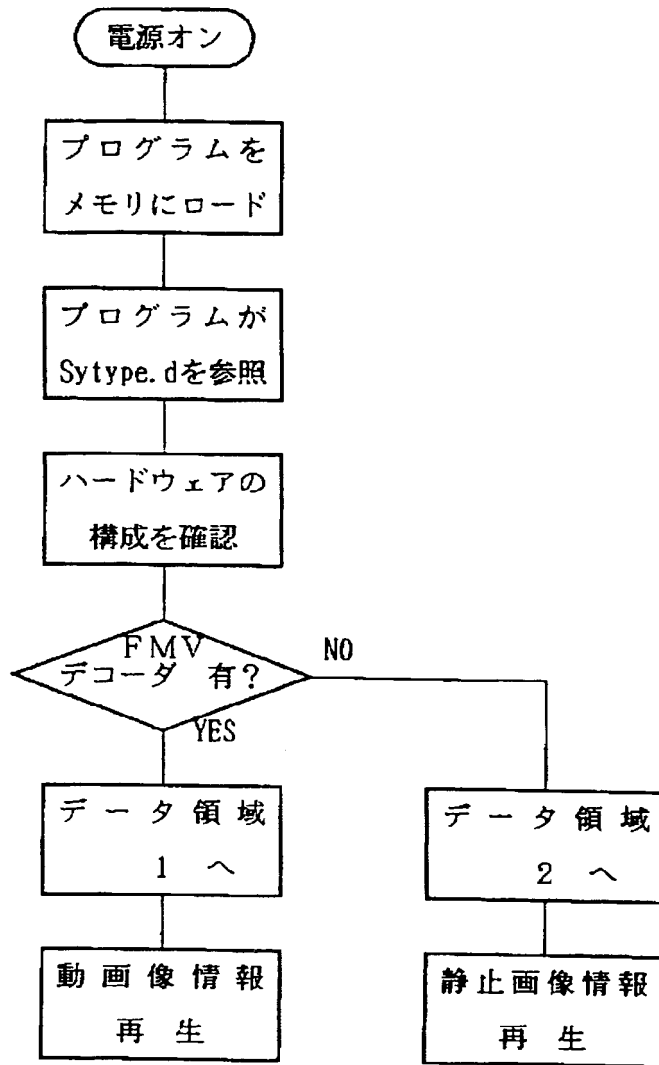 電源オン
プログラムを
メモリにロード
プログラムが
Sytype.dを参照
ハードウェアの
構成を確認
FMV
デコーダ 有?
NO
YES
データ領域
1 へ
データ領域
2 へ
動画像情報
再生
静止画像情報
再生